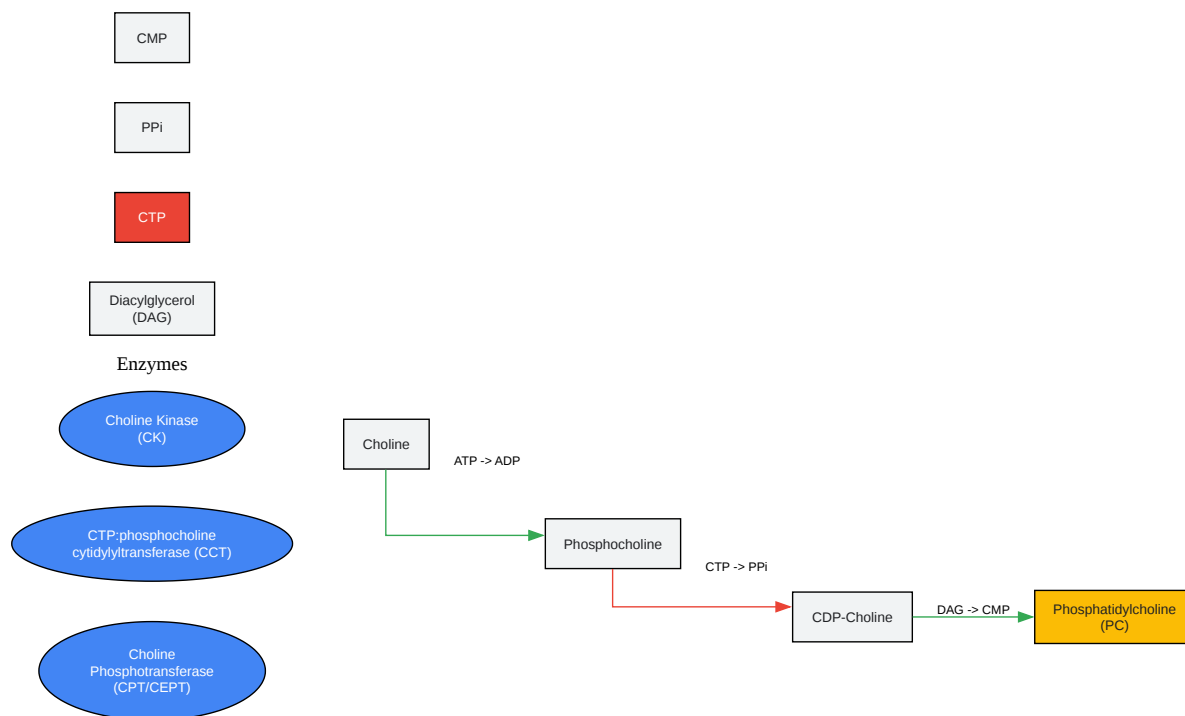 CMP
PPi
CTP
Diacylglycerol
(DAG)
Enzymes
Choline Kinase
(CK)
CTP:phosphocholine
cytidylyltransferase (CCT)
Choline
Phosphotransferase
(CPT/CEPT)
Choline
ATP -> ADP
Phosphocholine
CTP -> PPi
CDP-Choline
DAG -> CMP
Phosphatidylcholine
(PC)